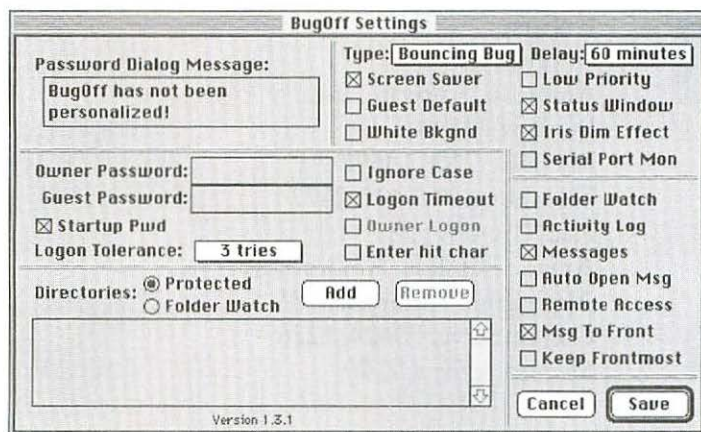 BugOff Settings
Password Dialog Message:
BugOff has not been
personalized!
Type: Bouncing Bug
Delay: 60 minutes
Screen Saver
Guest Default
White Bkgnd
Low Priority
Status Window
Iris Dim Effect
Serial Port Mon
Owner Password:
Guest Password:
Startup Pwd
Logon Tolerance: 3 tries
Ignore Case
Logon Timeout
Owner Logon
Enter hit char
Folder Watch
Activity Log
Messages
Auto Open Msg
Remote Access
Msg To Front
Keep Frontmost
Directories:
Protected
Folder Watch
Add
Remove
Version 1.3.1
Cancel
Save